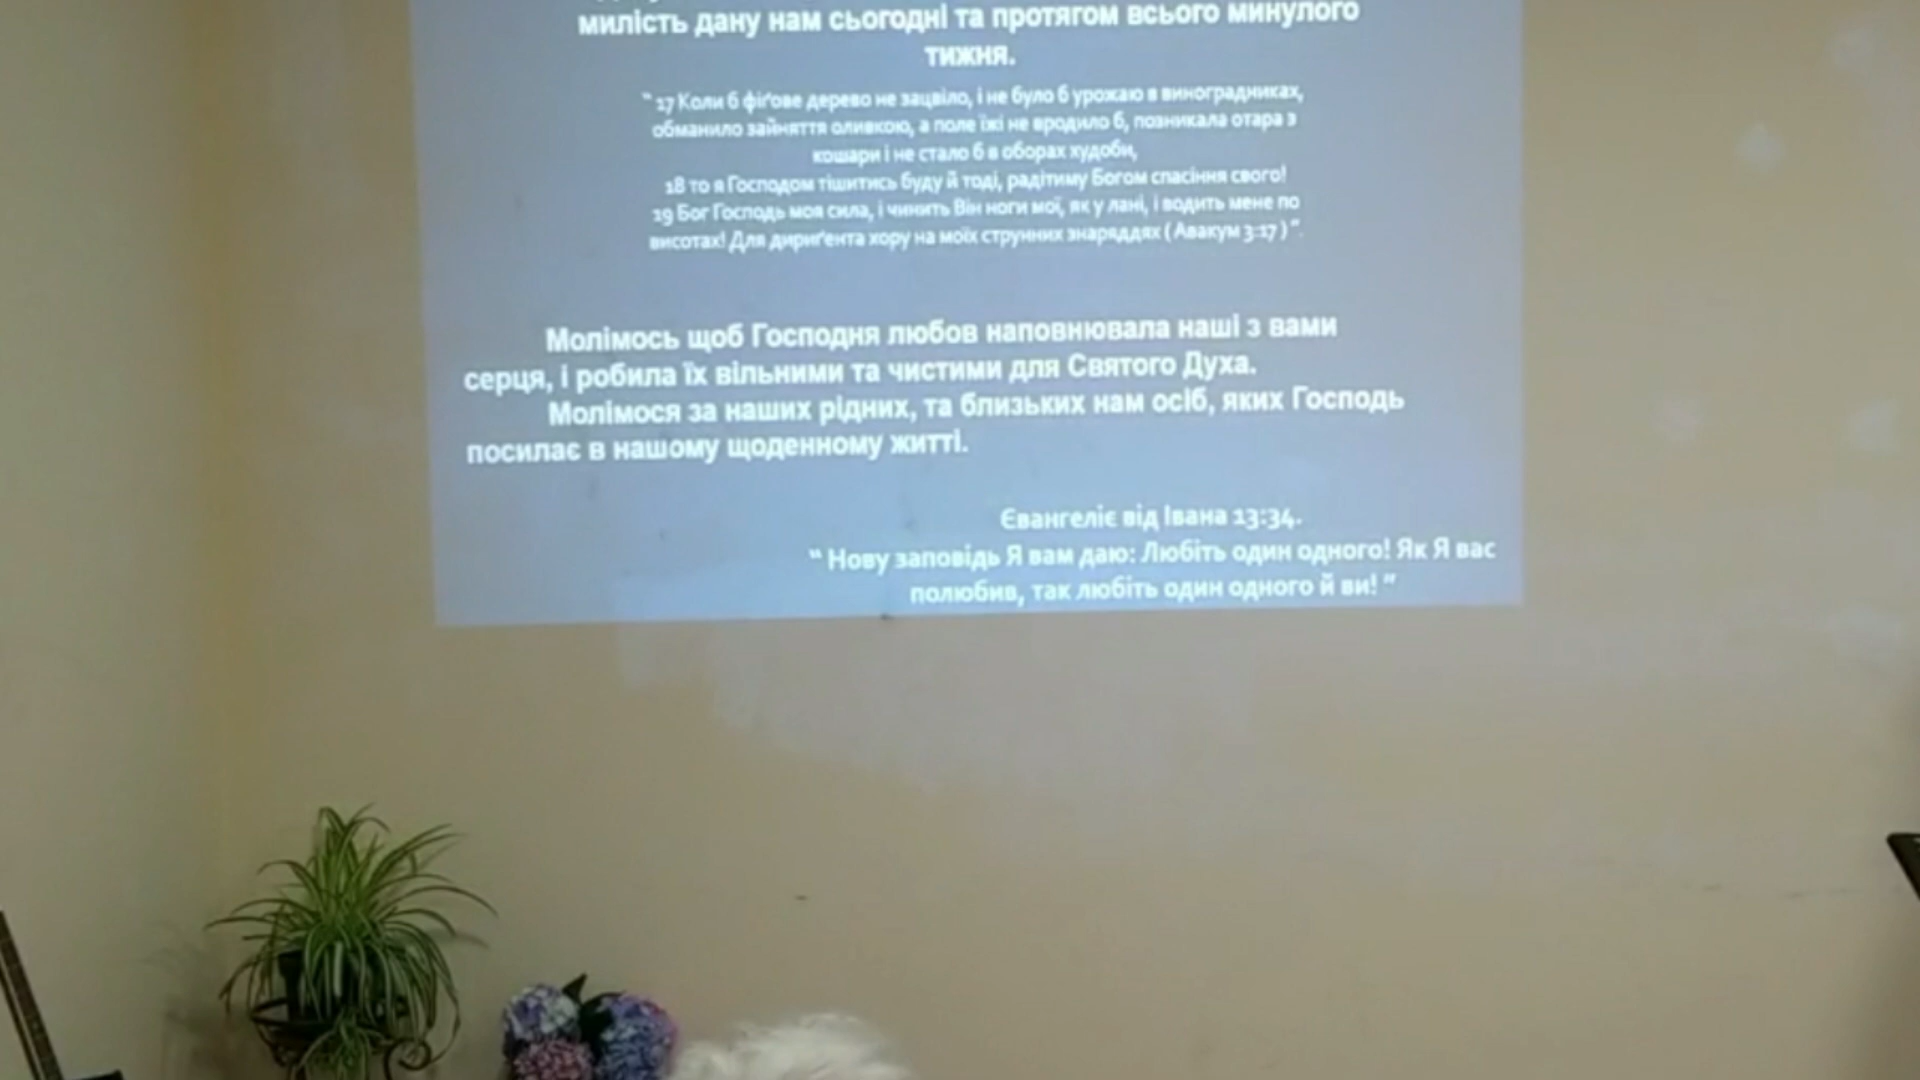 милість дану нам сьогодні та протягом всього минулого
тижня.
“ 17 Коли б фіґове дерево не зацвіло, і не було б урожаю в виноградниках,
обманило зайняття оливкою, а поле їжі не вродило б, позникала отара з
кошари і не стало б в оборах худоби,
18 то я Господом тішитись буду й тоді, радітиму Богом спасіння свого!
19 Бог Господь моя сила, і чинить Він ноги мої, як у лані, і водить мене по
висотах! Для дириґента хору на моїх струнних знаряддях ( Авакум 3:17 ) ”.
Молімось щоб Господня любов наповнювала наші з вами
серця, і робила їх вільними та чистими для Святого Духа.
Молімося за наших рідних, та близьких нам осіб, яких Господь
посилає в нашому щоденному житті.
Євангеліє від Івана 13:34.
“ Нову заповідь Я вам даю: Любіть один одного! Як Я вас
полюбив, так любіть один одного й ви! ”